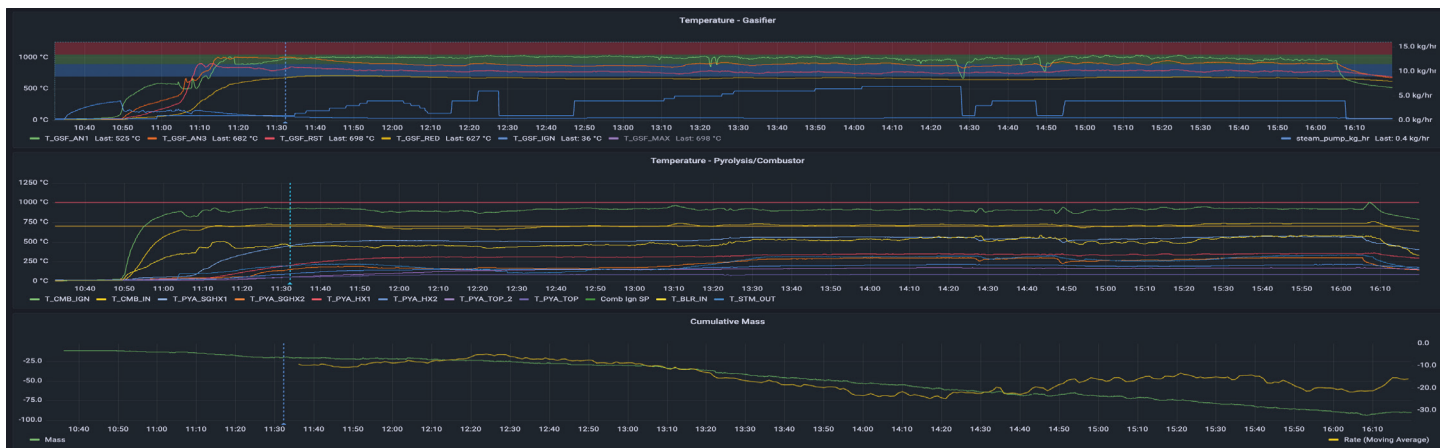 Temperature - Gasifier
1000 °C
500 °C
0 °C
15.0 kg/hr
10.0 kg/hr
5.0 kg/hr
0.0 kg/hr
10:40 10:50 11:00 11:10 11:20 11:30 11:40 11:50 12:00 12:10 12:20 12:30 12:40 12:50 13:00 13:10 13:20 13:30 13:40 13:50 14:00 14:10 14:20 14:30 14:40 14:50 15:00 15:10 15:20 15:30 15:40 15:50 16:00 16:10
T_GSF_AN1 Last: 525 °C T_GSF_AN3 Last: 682 °C T_GSF_RST Last: 698 °C T_GSF_RED Last: 627 °C T_GSF_IGN Last: 36 °C T_GSF_MAX Last: 698 °C steam_pump_kg_hr Last: 0.4 kg/hr
Temperature - Pyrolysis/Combustor
1250 °C
1000 °C
750 °C
500 °C
250 °C
0 °C
10:40 10:50 11:00 11:10 11:20 11:30 11:40 11:50 12:00 12:10 12:20 12:30 12:40 12:50 13:00 13:10 13:20 13:30 13:40 13:50 14:00 14:10 14:20 14:30 14:40 14:50 15:00 15:10 15:20 15:30 15:40 15:50 16:00 16:10
T_CMB_IGN T_CMB_IN T_PYA_SGHX1 T_PYA_SGHX2 T_PYA_HX1 T_PYA_HX2 T_PYA_TOP_2 T_PYA_TOP Comb Ign SP T_BLR_IN T_STM_OUT
Cumulative Mass
-25.0
-50.0
-75.0
-100.0
0.0
-10.0
-20.0
-30.0
10:40 10:50 11:00 11:10 11:20 11:30 11:40 11:50 12:00 12:10 12:20 12:30 12:40 12:50 13:00 13:10 13:20 13:30 13:40 13:50 14:00 14:10 14:20 14:30 14:40 14:50 15:00 15:10 15:20 15:30 15:40 15:50 16:00 16:10
Mass Rate (Moving Average)